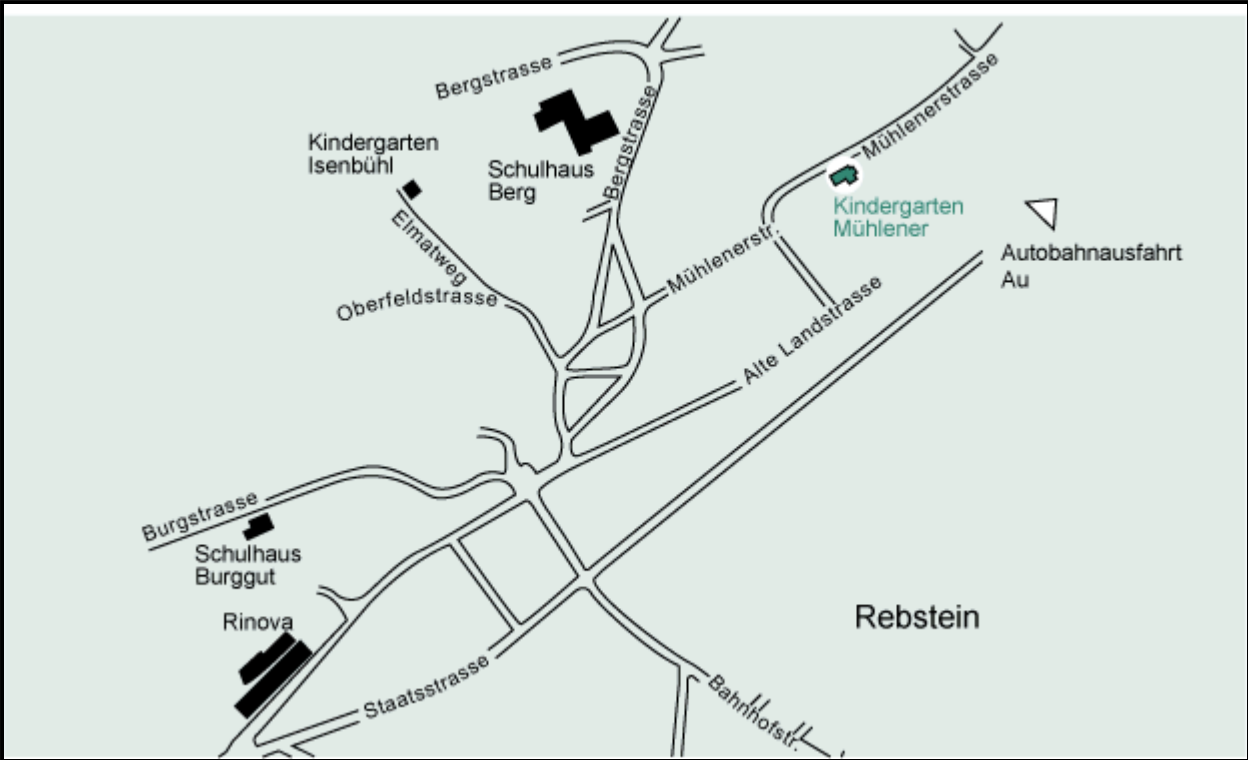 Bergstrasse
Bergstrasse
Mühlenerstrasse
Kindergarten
Isenbühl
Schulhaus
Berg
Kindergarten
Mühlener
Elmatweg
Mühlenerstr.
Autobahnausfahrt
Au
Oberfeldstrasse
Alte Landstrasse
Burgstrasse
Schulhaus
Burggut
Rinova
Rebstein
Staatsstrasse
Bahnhofstr.